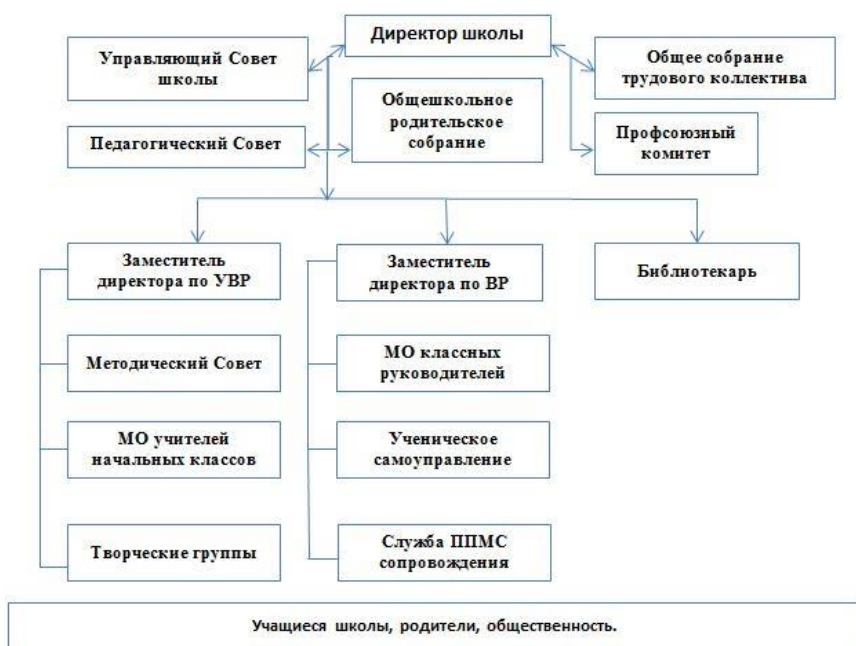 Директор школы
Управляющий Совет
школы
Общее собрание
трудового коллектива
Общешкольное
родительское
собрание
Педагогический Совет
Профсоюзный
комитет
Заместитель
директора по УВР
Заместитель
директора по ВР
Библиотекарь
Методический Совет
МО классных
руководителей
МО учителей
начальных классов
Ученическое
самоуправление
Творческие группы
Служба ППМС
сопровождения
Учащиеся школы, родители, общественность.